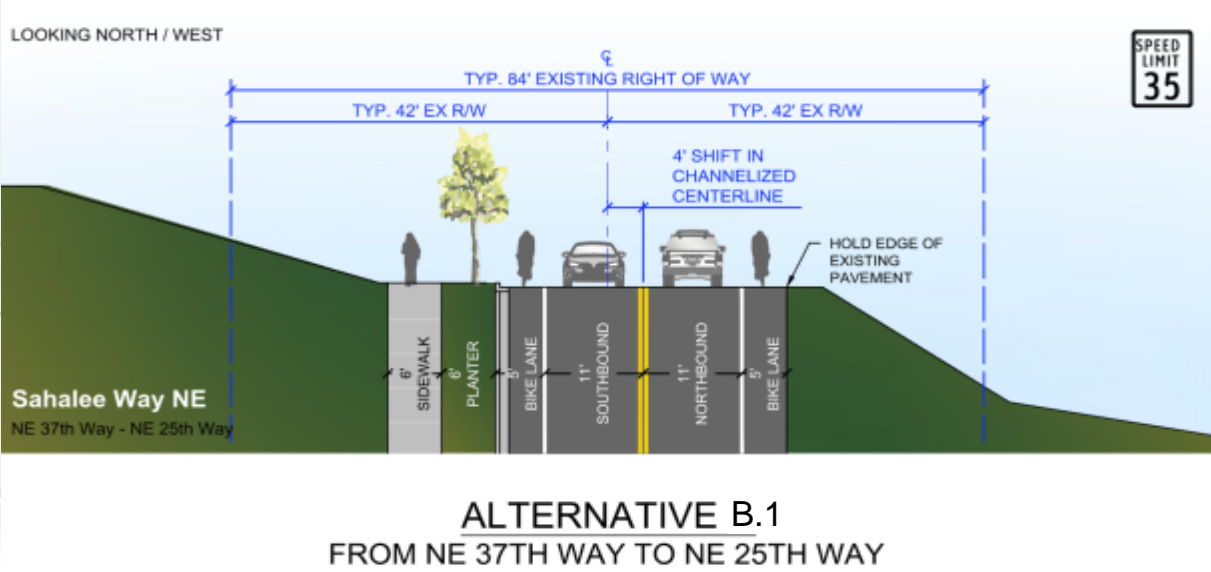 LOOKING NORTH / WEST
SPEED
LIMIT
35
℄
TYP. 84' EXISTING RIGHT OF WAY
TYP. 42' EX R/W
TYP. 42' EX R/W
4' SHIFT IN
CHANNELIZED
CENTERLINE
HOLD EDGE OF
EXISTING
PAVEMENT
6'
SIDEWALK
6'
PLANTER
5'
BIKE LANE
11'
SOUTHBOUND
11'
NORTHBOUND
5'
BIKE LANE
Sahalee Way NE
NE 37th Way - NE 25th Way
ALTERNATIVE B.1
FROM NE 37TH WAY TO NE 25TH WAY